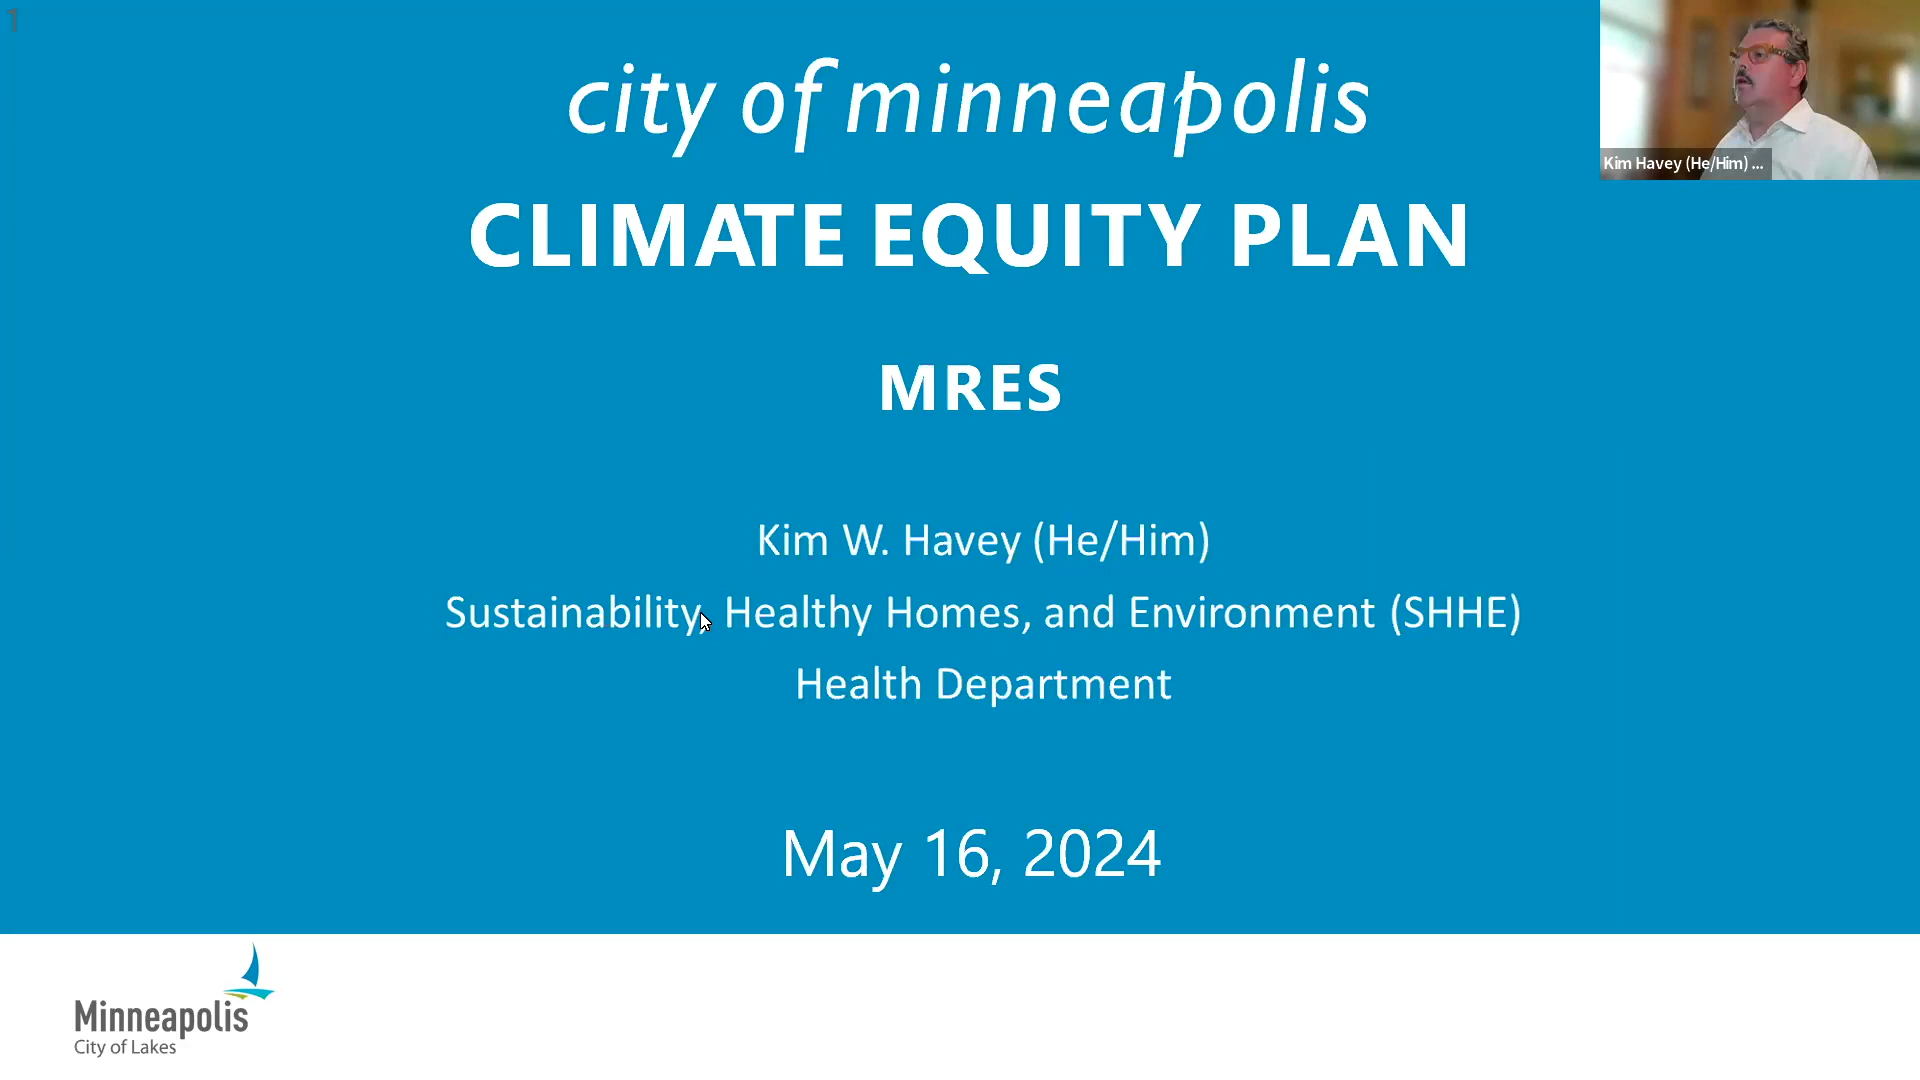 1
city of minneapolis
CLIMATE EQUITY PLAN
MRES
Kim W. Havey (He/Him)
Sustainability, Healthy Homes, and Environment (SHHE)
Health Department
May 16, 2024
Kim Havey (He/Him) ...
Minneapolis
City of Lakes